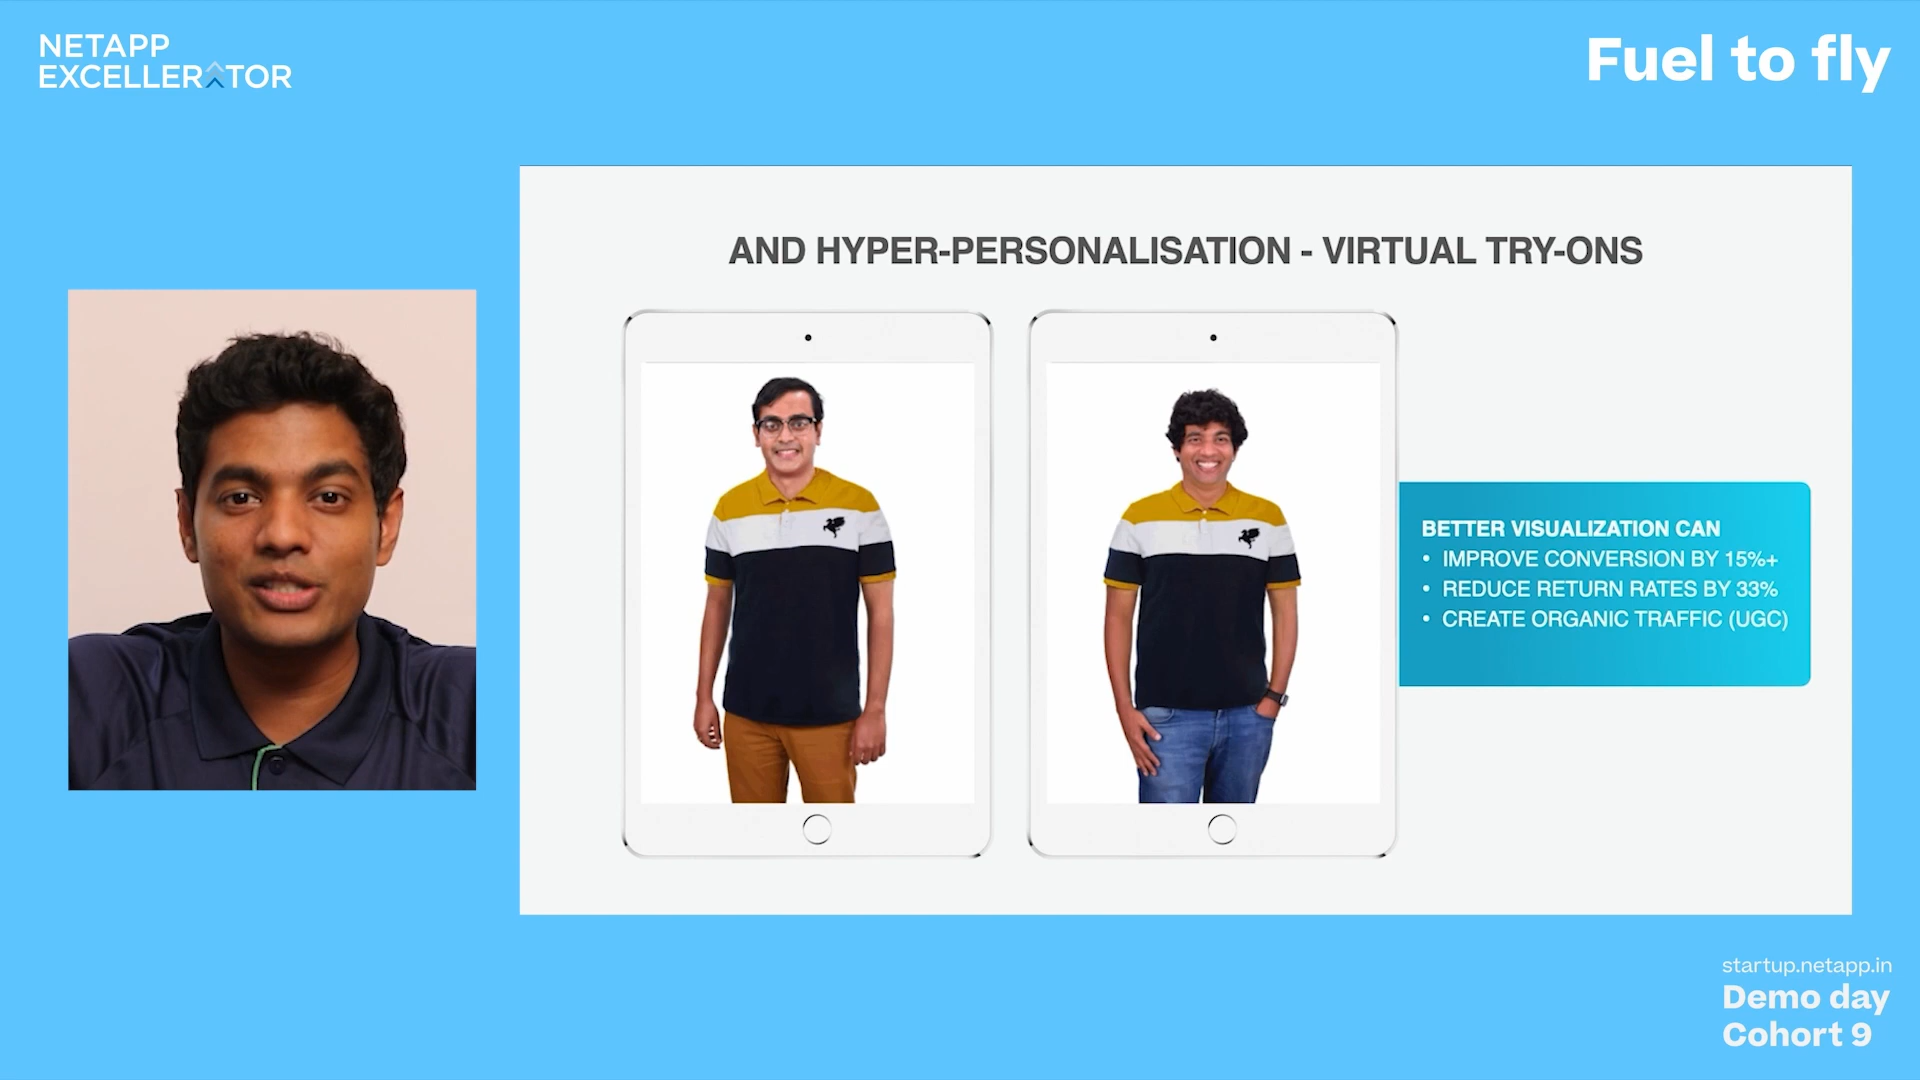 NETAPP
EXCELLERATOR
Fuel to fly
AND HYPER-PERSONALISATION - VIRTUAL TRY-ONS
BETTER VISUALIZATION CAN
• IMPROVE CONVERSION BY 15%+
• REDUCE RETURN RATES BY 33%
• CREATE ORGANIC TRAFFIC (UGC)
startup.netapp.in
Demo day
Cohort 9